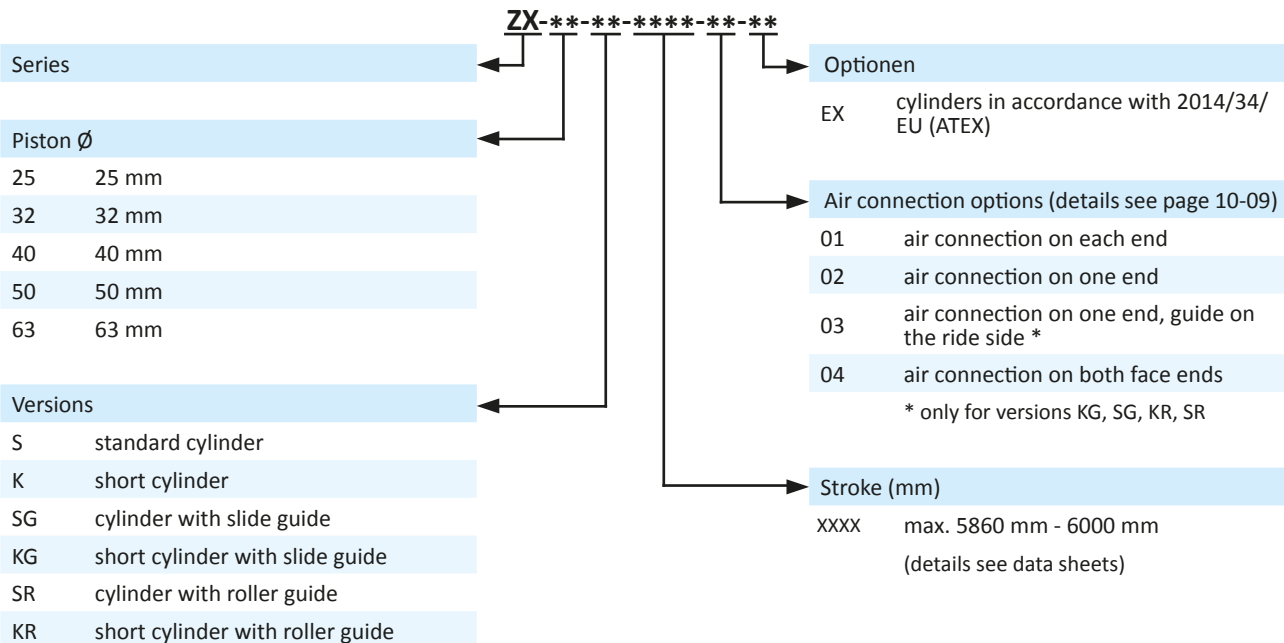 ZX-**-**-****-**-**
Series
Piston Ø
25 25 mm
32 32 mm
40 40 mm
50 50 mm
63 63 mm
Versions
S standard cylinder
K short cylinder
SG cylinder with slide guide
KG short cylinder with slide guide
SR cylinder with roller guide
KR short cylinder with roller guide
Optionen
EX cylinders in accordance with 2014/34/
EU (ATEX)
Air connection options (details see page 10-09)
01 air connection on each end
02 air connection on one end
03 air connection on one end, guide on
the ride side *
04 air connection on both face ends
* only for versions KG, SG, KR, SR
Stroke (mm)
XXXX max. 5860 mm - 6000 mm
(details see data sheets)